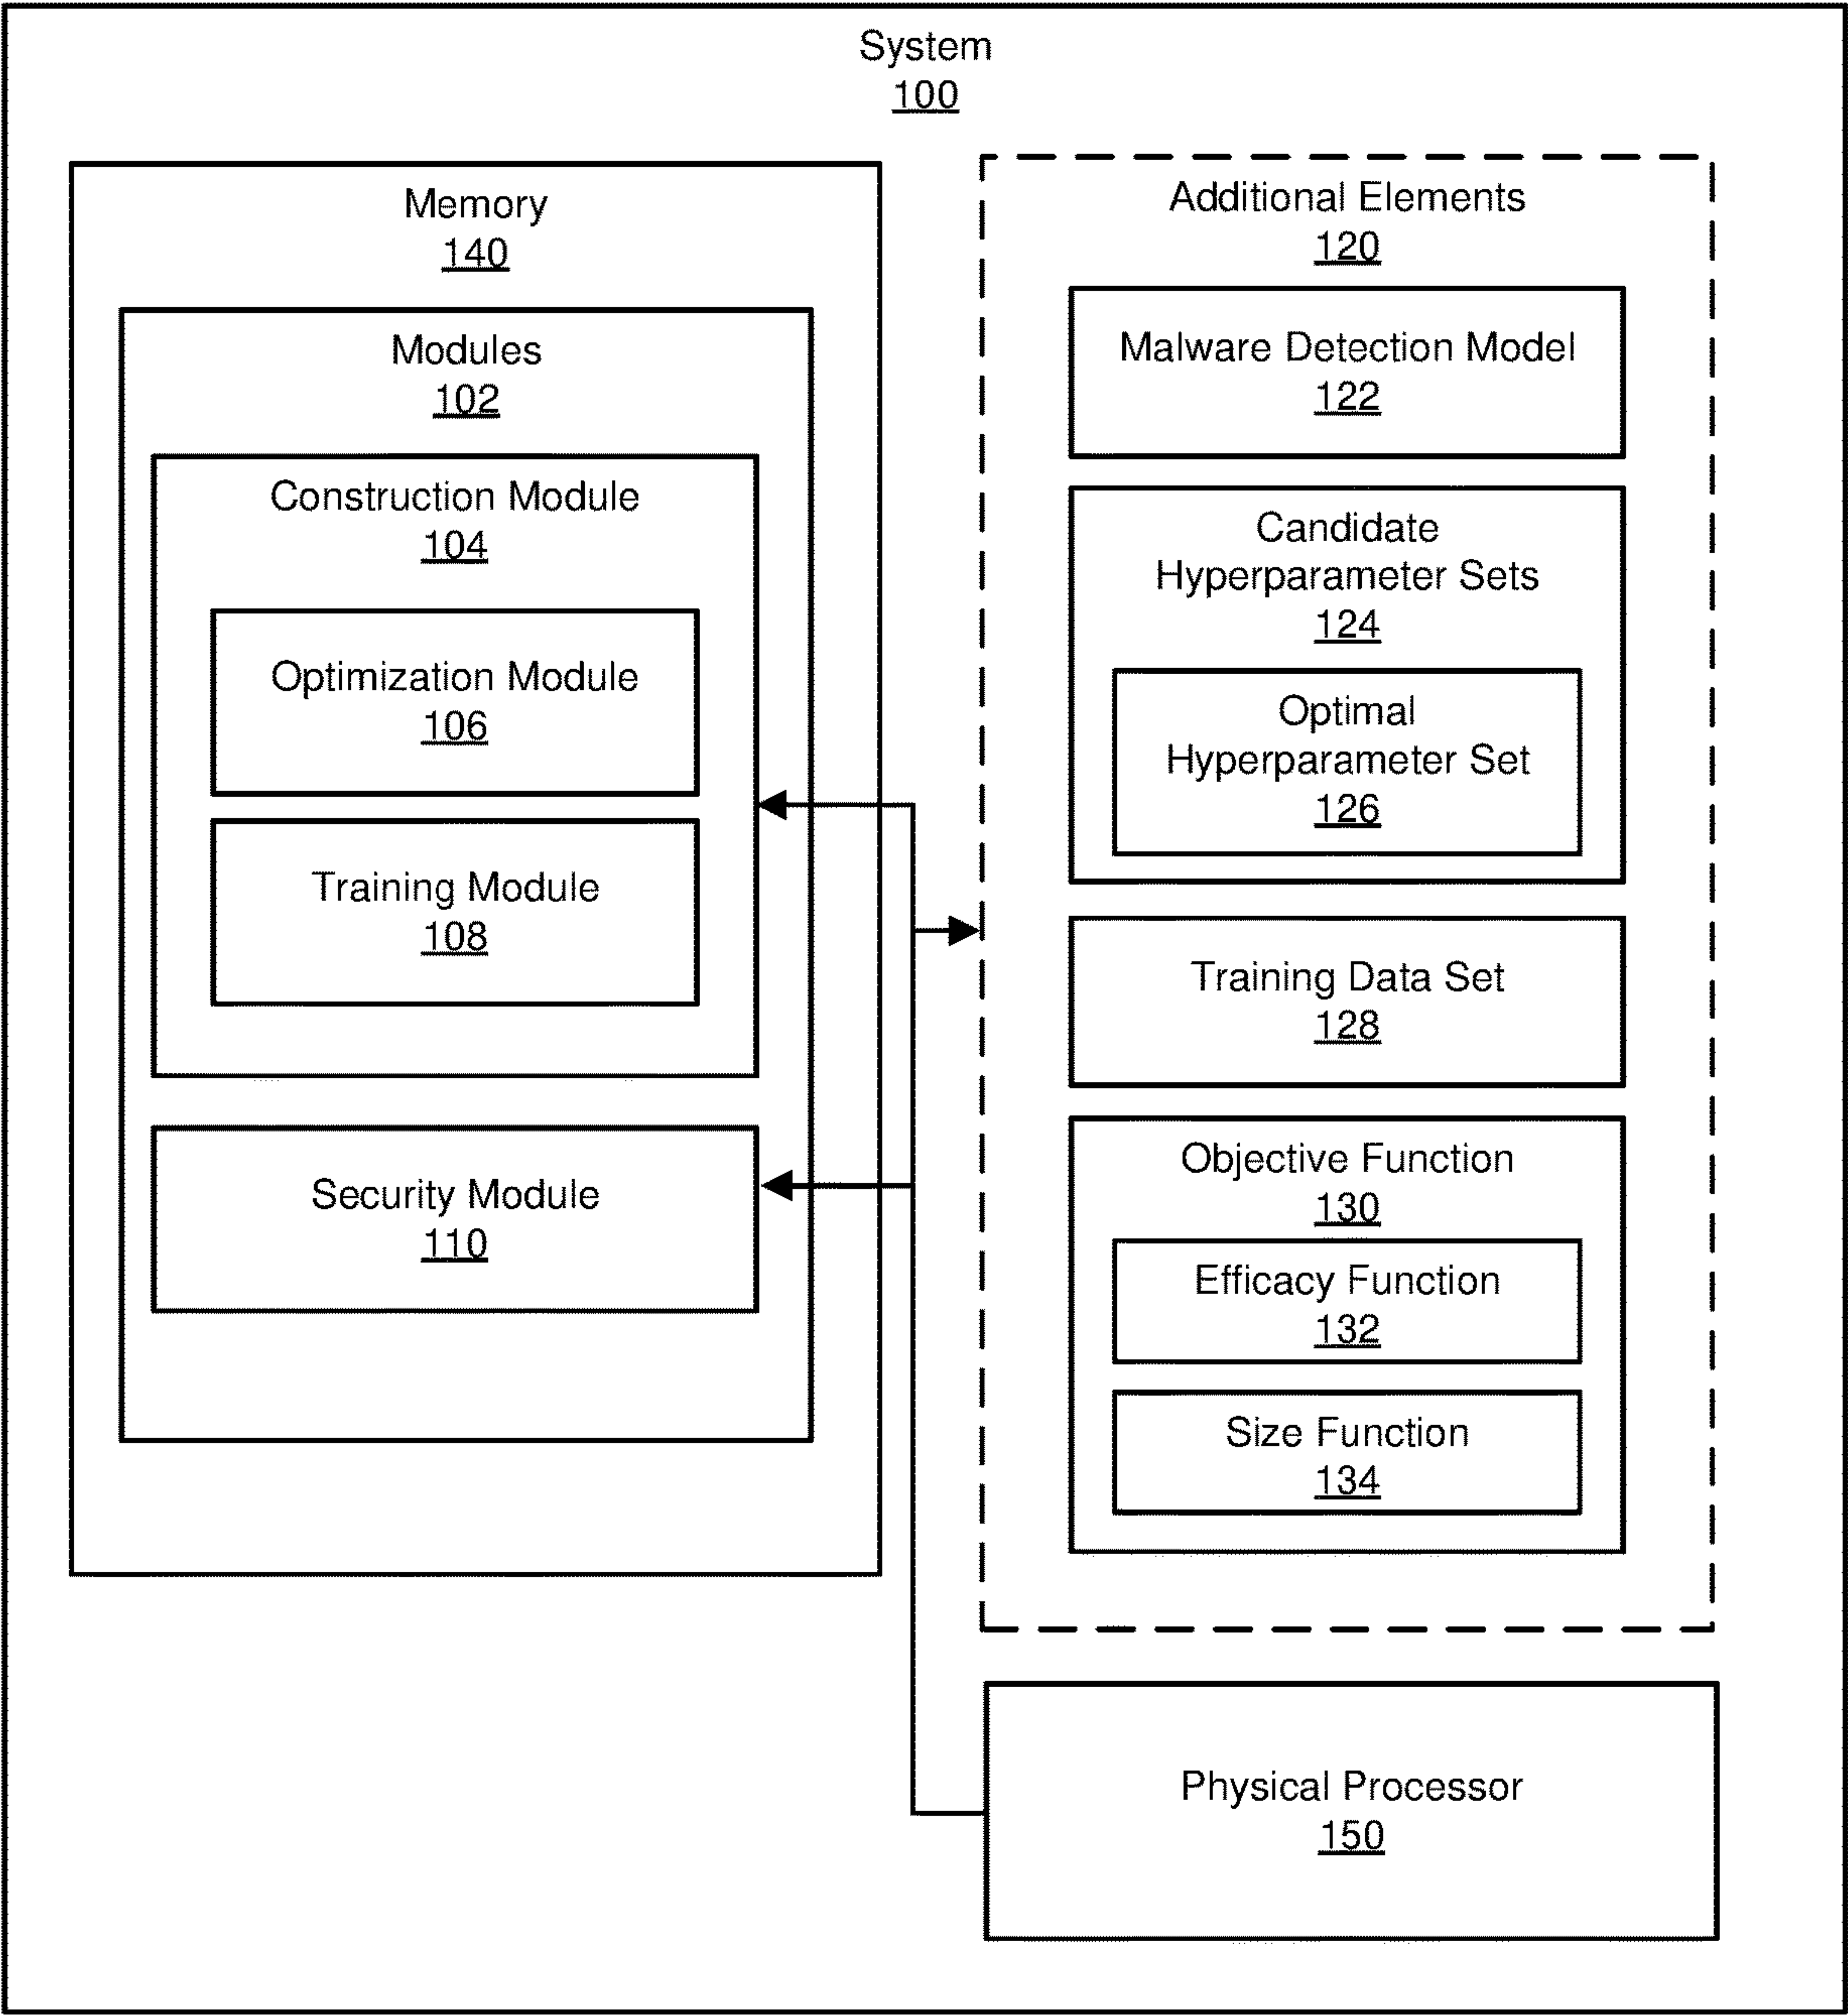 System
100
Memory
140
Modules
102
Construction Module
104
Optimization Module
106
Training Module
108
Security Module
110
Additional Elements
120
Malware Detection Model
122
Candidate
Hyperparameter Sets
124
Optimal
Hyperparameter Set
126
Training Data Set
128
Objective Function
130
Efficacy Function
132
Size Function
134
Physical Processor
150